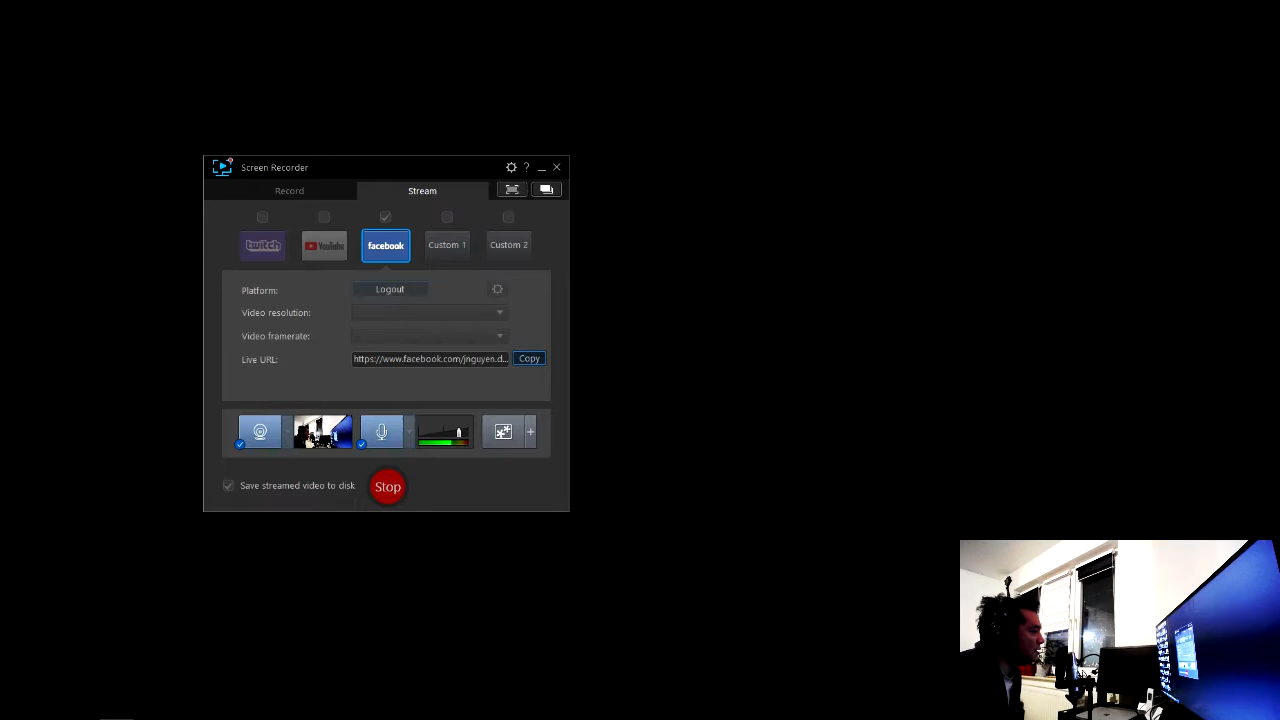 Screen Recorder ?
Record Stream
twitch YouTube facebook Custom 1 Custom 2
Platform: Logout
Video resolution:
Video framerate:
Live URL: https://www.facebook.com/jnguyen.d... Copy
Save streamed video to disk Stop